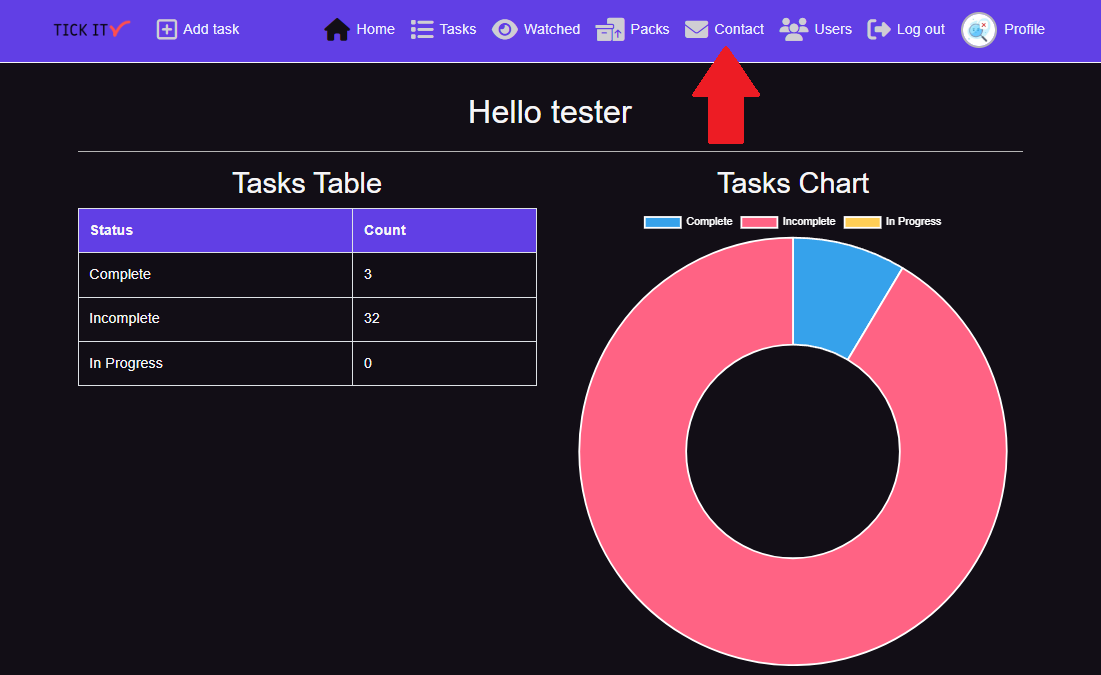 TICK IT Add task Home Tasks Watched Packs Contact Users Log out Profile
Hello tester
Tasks Table
Status Count
Complete 3
Incomplete 32
In Progress 0
Tasks Chart
Complete Incomplete In Progress